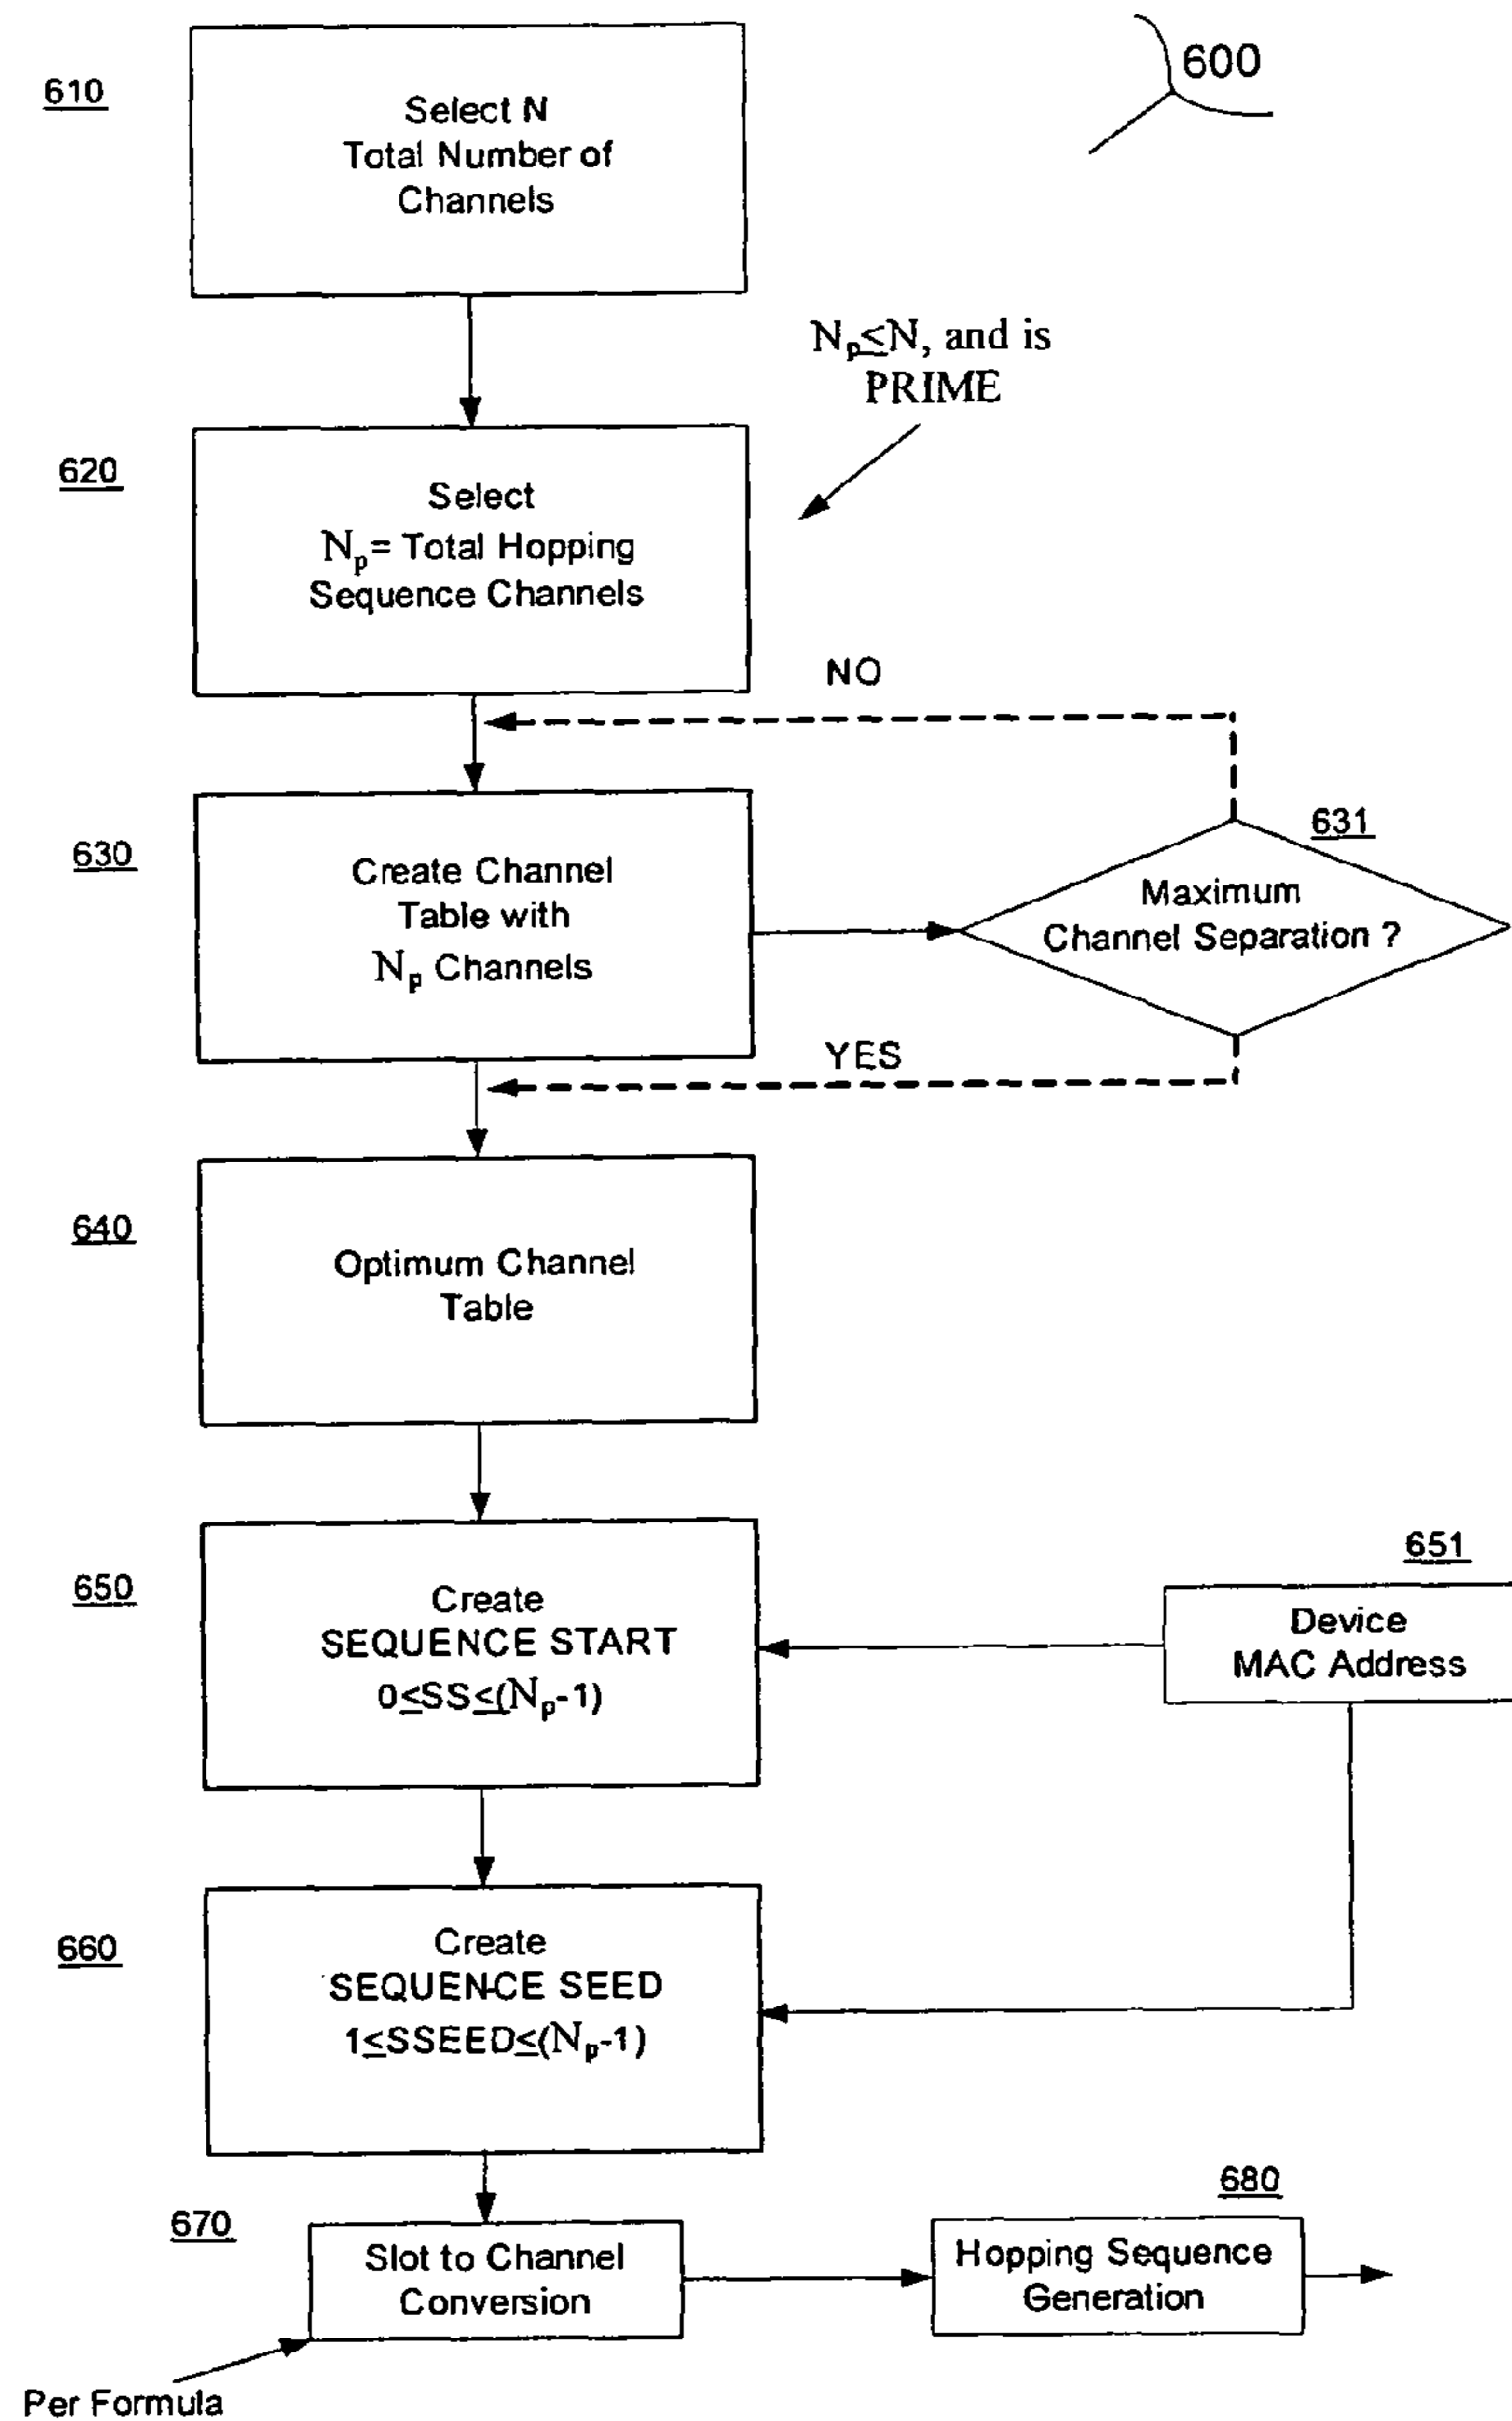 600
610
Select N
Total Number of
Channels
Np≤N, and is
PRIME
620
Select
Np= Total Hopping
Sequence Channels
NO
630
Create Channel
Table with
Np Channels
631
Maximum
Channel Separation ?
YES
640
Optimum Channel
Table
650
Create
SEQUENCE START
0≤SS≤(Np-1)
651
Device
MAC Address
660
Create
SEQUENCE SEED
1≤SSEED≤(Np-1)
670
Slot to Channel
Conversion
680
Hopping Sequence
Generation
Per Formula